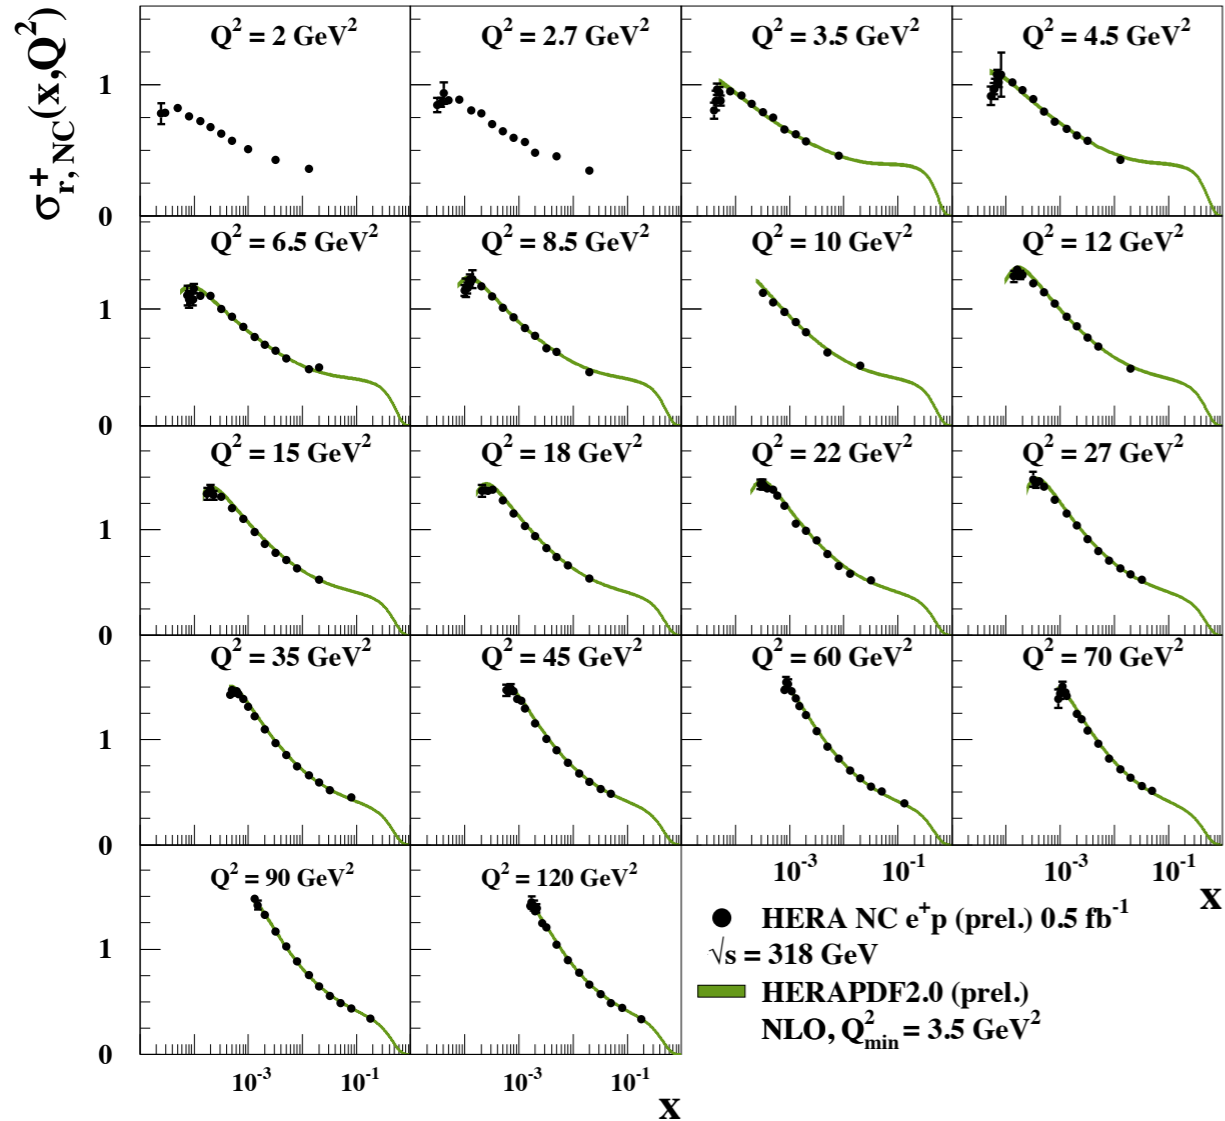 σ⁺r, NC(x,Q²)
Q² = 2 GeV²
Q² = 2.7 GeV²
Q² = 3.5 GeV²
Q² = 4.5 GeV²
1
0
Q² = 6.5 GeV²
Q² = 8.5 GeV²
Q² = 10 GeV²
Q² = 12 GeV²
1
0
Q² = 15 GeV²
Q² = 18 GeV²
Q² = 22 GeV²
Q² = 27 GeV²
1
0
Q² = 35 GeV²
Q² = 45 GeV²
Q² = 60 GeV²
Q² = 70 GeV²
1
0
10⁻³ 10⁻¹
10⁻³ 10⁻¹
x
Q² = 90 GeV²
Q² = 120 GeV²
1
0
10⁻³ 10⁻¹
10⁻³ 10⁻¹
x
HERA NC e⁺p (prel.) 0.5 fb⁻¹
√s = 318 GeV
HERAPDF2.0 (prel.)
NLO, Q²min = 3.5 GeV²